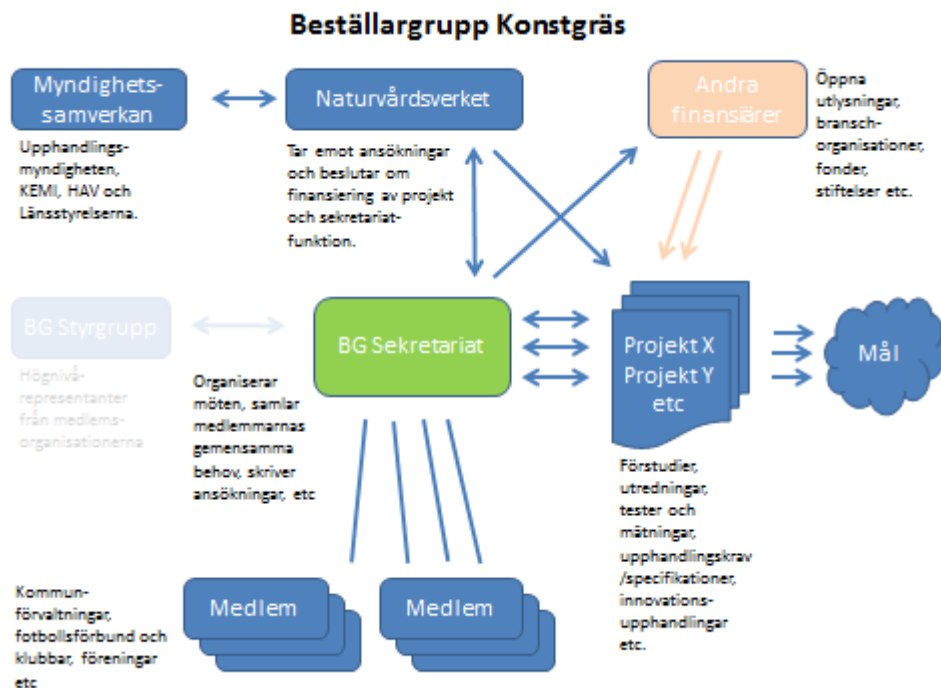 Beställargrupp Konstgräs
Myndighets-
samverkan
Naturvårdsverket
Andra
finansiärer
Öppna
utlysningar,
bransch-
organisationer,
fonder,
stiftelser etc.
Upphandlings-
myndigheten,
KEMI, HAV och
Länsstyrelserna.
Tar emot ansökningar
och beslutar om
finansiering av projekt
och sekretariat-
funktion.
BG Styrgrupp
BG Sekretariat
Projekt X
Projekt Y
etc
Mål
Högnivå-
representanter
från medlems-
organisationerna
Organiserar
möten, samlar
medlemmarnas
gemensamma
behov, skriver
ansökningar, etc
Förstudier,
utredningar,
tester och
mätningar,
upphandlingskrav
/specifikationer,
innovations-
upphandlingar
etc.
Kommun-
förvaltningar,
fotbollsförbund och
klubbar, föreningar
etc
Medlem
Medlem